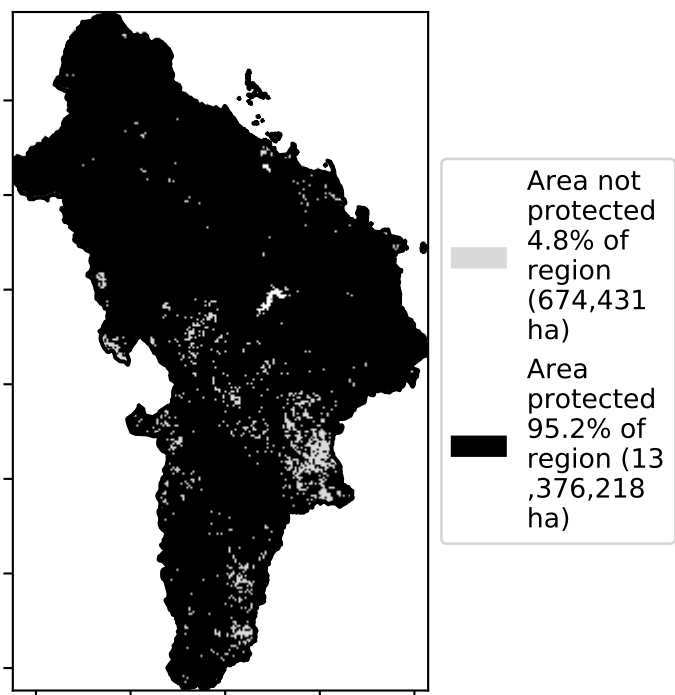 Area not
protected
4.8% of
region
(674,431
ha)
Area
protected
95.2% of
region (13
,376,218
ha)